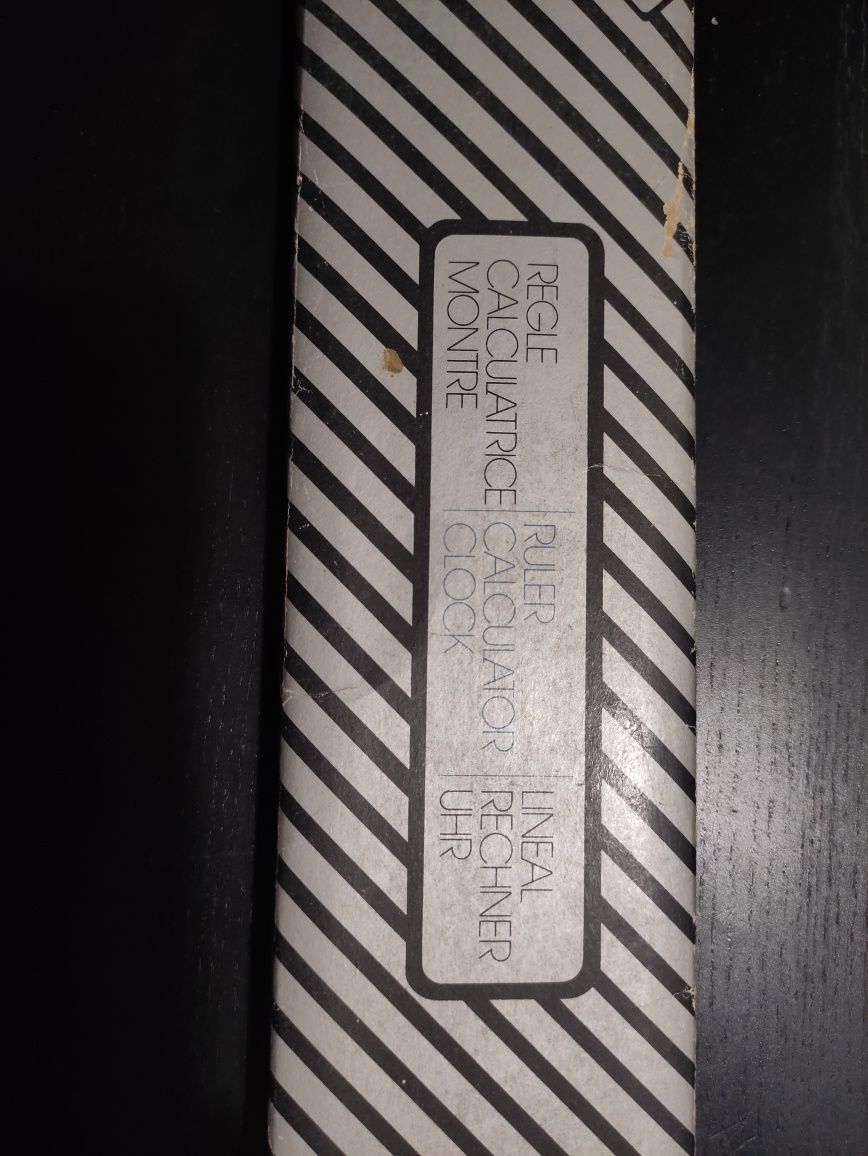 REGLE
CALCULATRICE
MONTRE
RULER
CALCULATOR
CLOCK
LINEAL
RECHNER
UHR